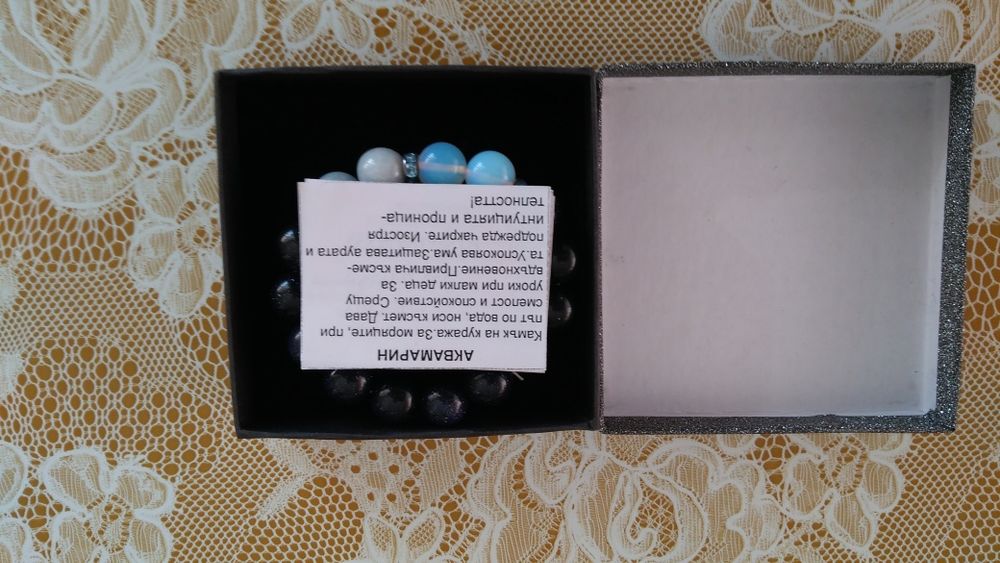 АКВАМАРИН
Камък на куража.За моряците, при
път по вода, носи късмет. Дава
смелост и спокойствие. Срещу
уроки при малки деца. За
вдъхновение.Привлича късме-
та.Успокоява ума.Защитава аурата и
подрежда чакрите. Изостря
интуицията и проница-
телността!